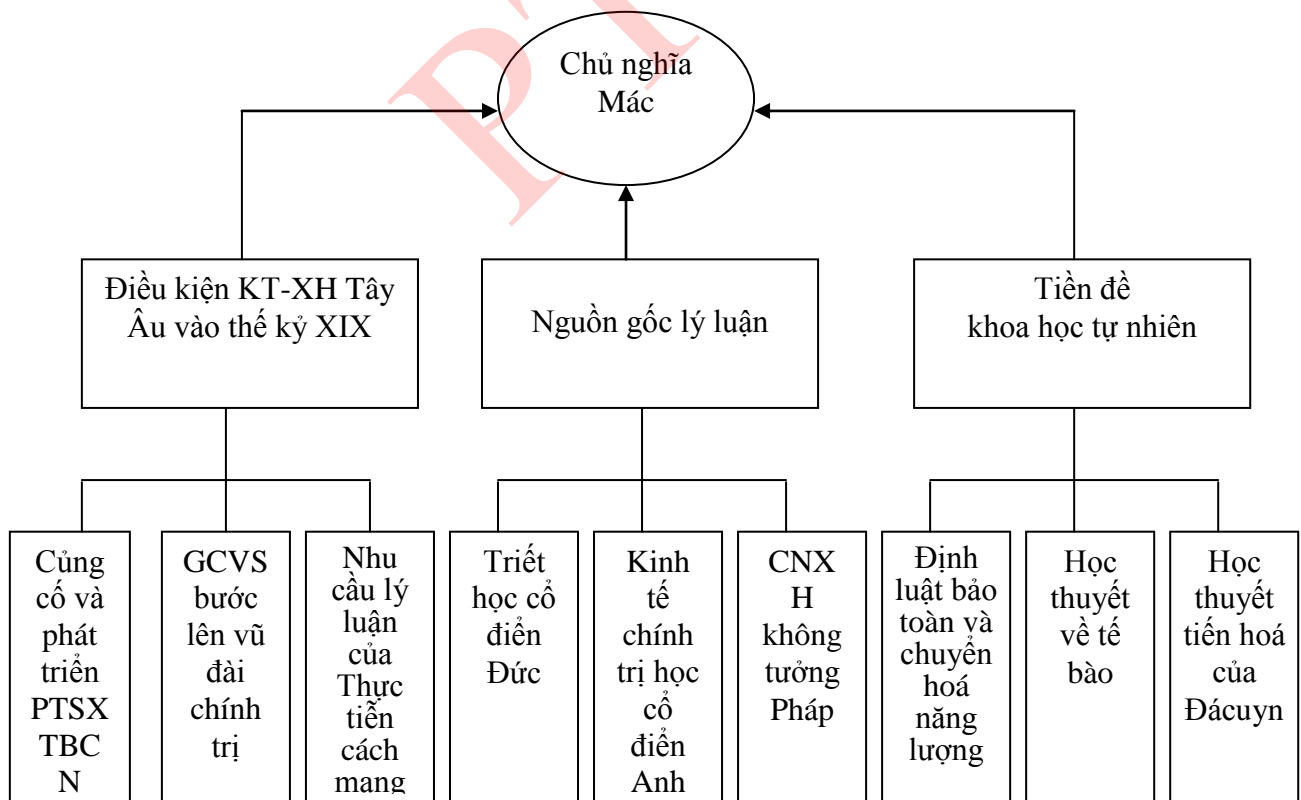 Chủ nghĩa
Mác
Điều kiện KT-XH Tây
Âu vào thế kỷ XIX
Nguồn gốc lý luận
Tiền đề
khoa học tự nhiên
Củng
cố và
phát
triển
PTSX
TBC
N
GCVS
bước
lên vũ
đài
chính
trị
Nhu
cầu lý
luận
của
Thực
tiễn
cách
mang
Triết
học cổ
điển
Đức
Kinh
tế
chính
trị học
cổ
điển
Anh
CNX
H
không
tưởng
Pháp
Định
luật bảo
toàn và
chuyển
hoá
năng
lượng
Học
thuyết
về tế
bào
Học
thuyết
tiến hoá
của
Đácuyn
PT